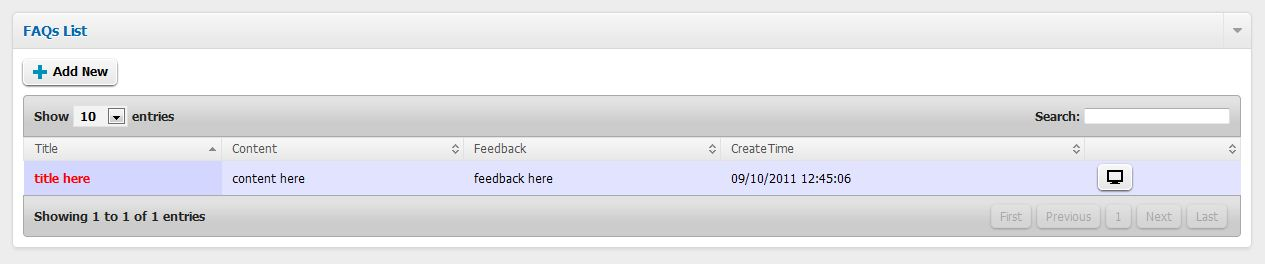 FAQs List
Add New
Show 10 entries Search:
Title Content Feedback CreateTime
title here content here feedback here 09/10/2011 12:45:06
Showing 1 to 1 of 1 entries First Previous 1 Next Last